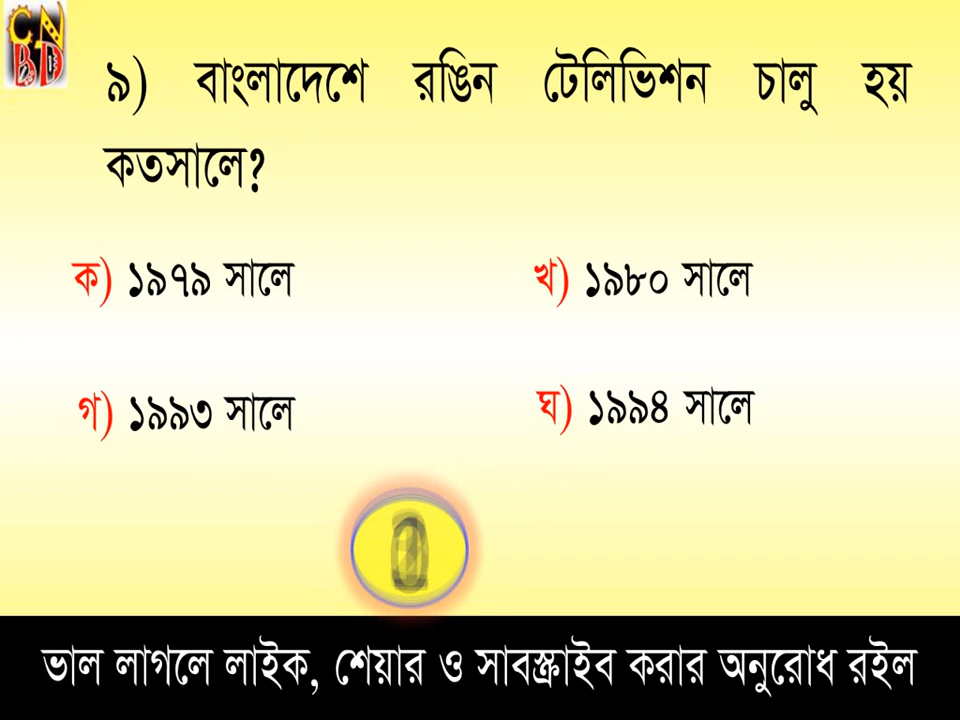 ৯) বাংলাদেশে রঙিন টেলিভিশন চালু হয়
কতসালে?
ক) ১৯৭৯ সালে
খ) ১৯৮০ সালে
গ) ১৯৯৩ সালে
ঘ) ১৯৯৪ সালে
ভাল লাগলে লাইক, শেয়ার ও সাবস্ক্রাইব করার অনুরোধ রইল